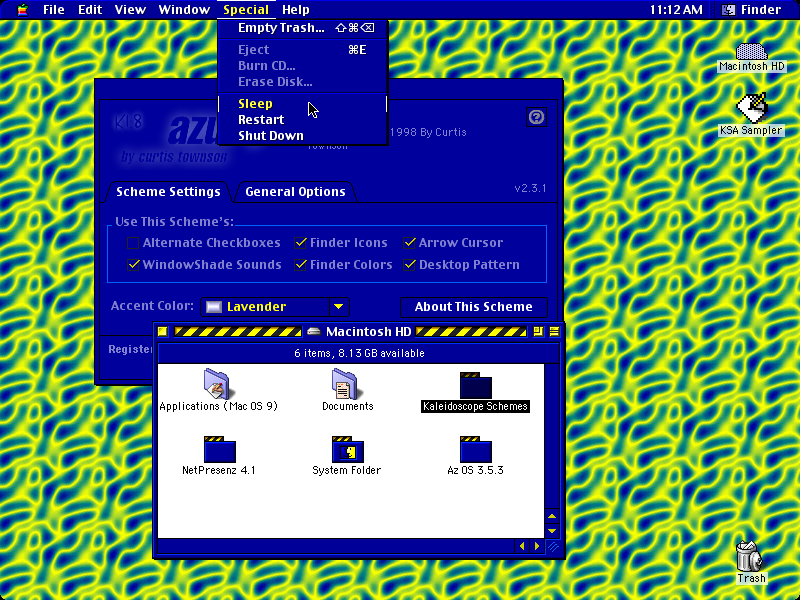 File Edit View Window Special Help 11:12 AM Finder
Empty Trash... ⇧⌘⌫
Eject ⌘E
Burn CD...
Erase Disk...
Sleep
Restart
Shut Down
Macintosh HD
KSA Sampler
azu
1998 By Curtis
Townson
by curtis townson
Scheme Settings General Options v2.3.1
Use This Scheme's:
Alternate Checkboxes Finder Icons Arrow Cursor
WindowShade Sounds Finder Colors Desktop Pattern
Accent Color: Lavender About This Scheme
Register
Macintosh HD
6 items, 8.13 GB available
Applications (Mac OS 9) Documents Kaleidoscope Schemes
NetPresenz 4.1 System Folder Az OS 3.5.3
Trash